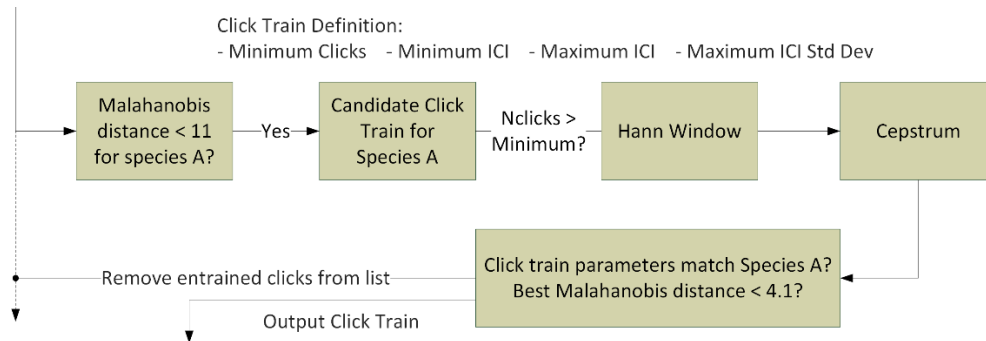 Click Train Definition:
- Minimum Clicks - Minimum ICI - Maximum ICI - Maximum ICI Std Dev
Malahanobis
distance < 11
for species A?
Yes
Candidate Click
Train for
Species A
Nclicks >
Minimum?
Hann Window
Cepstrum
Click train parameters match Species A?
Best Malahanobis distance < 4.1?
Remove entrained clicks from list
Output Click Train